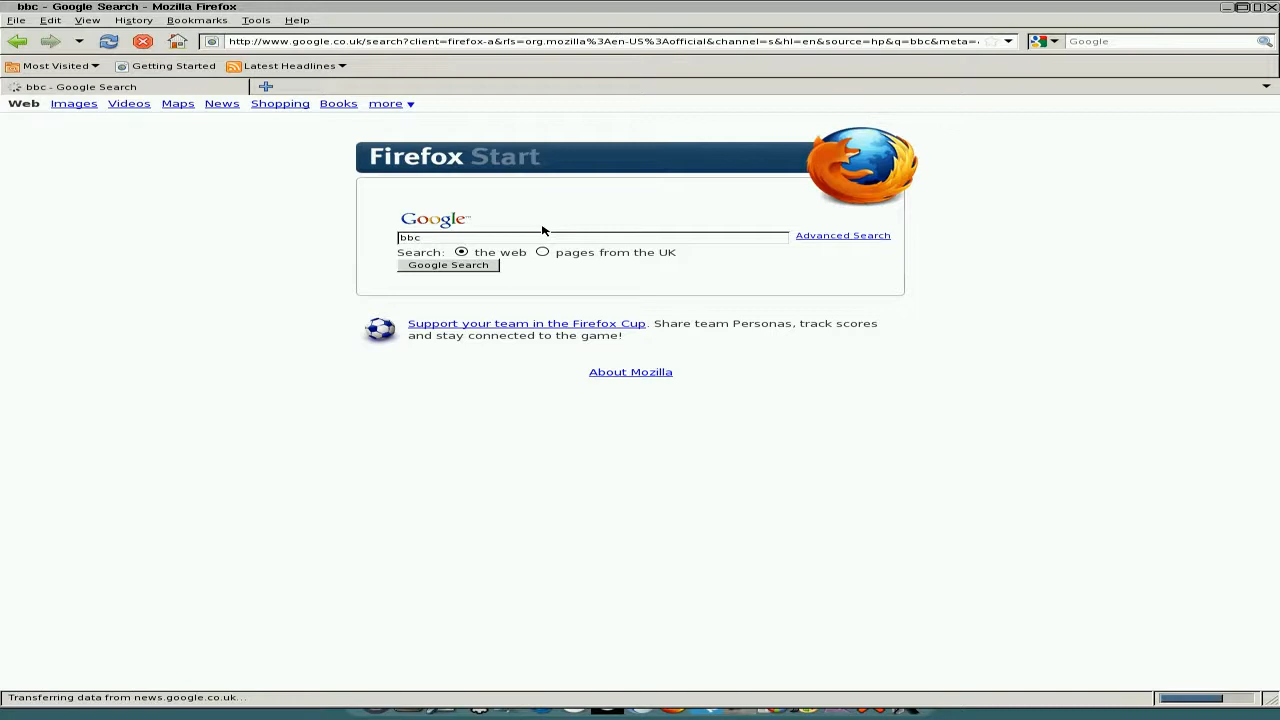 bbc - Google Search - Mozilla Firefox
File Edit View History Bookmarks Tools Help
http://www.google.co.uk/search?client=firefox-a&rls=org.mozilla%3Aen-US%3Aofficial&channel=s&hl=en&source=hp&q=bbc&meta=
Google
Most Visited Getting Started Latest Headlines
bbc - Google Search
Web Images Videos Maps News Shopping Books more
Firefox Start
Google™
bbc
Advanced Search
Search: the web pages from the UK
Google Search
Support your team in the Firefox Cup. Share team Personas, track scores
and stay connected to the game!
About Mozilla
Transferring data from news.google.co.uk...